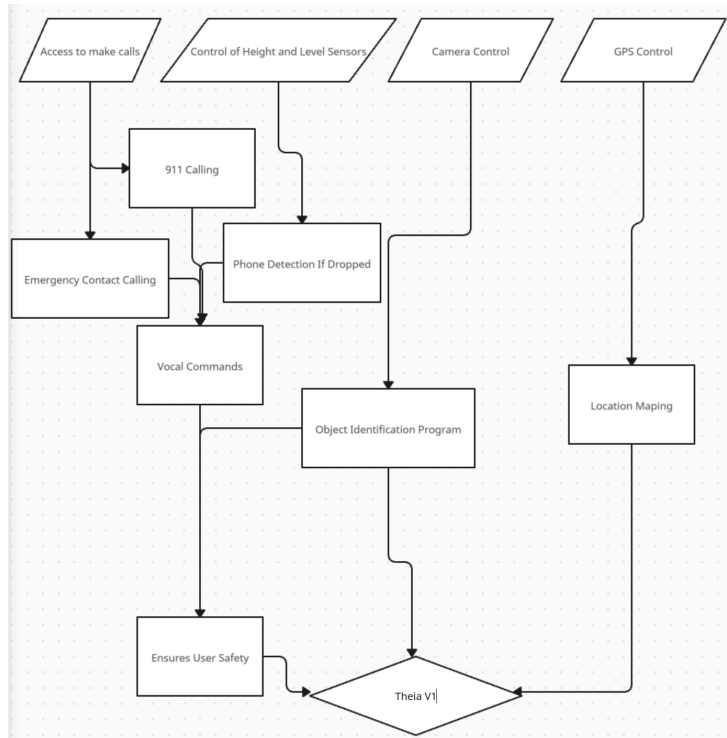 Access to make calls
Control of Height and Level Sensors
Camera Control
GPS Control
911 Calling
Phone Detection If Dropped
Emergency Contact Calling
Vocal Commands
Location Maping
Object Identification Program
Ensures User Safety
Theia V1